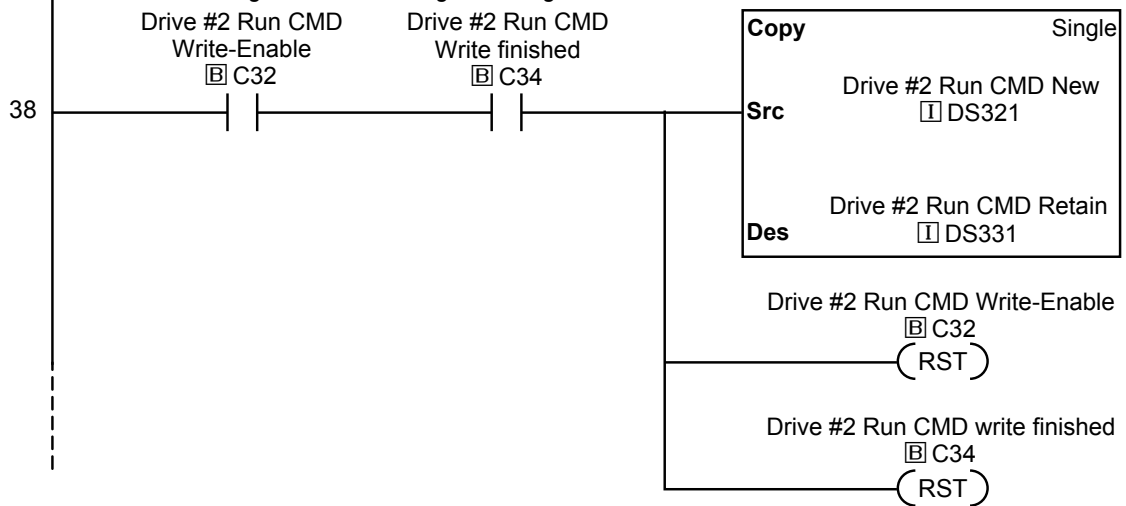 Drive #2 Run CMD
Write-Enable
B C32
Drive #2 Run CMD
Write finished
B C34
38
Copy Single
Src
Drive #2 Run CMD New
I DS321
Des
Drive #2 Run CMD Retain
I DS331
Drive #2 Run CMD Write-Enable
B C32
RST
Drive #2 Run CMD write finished
B C34
RST